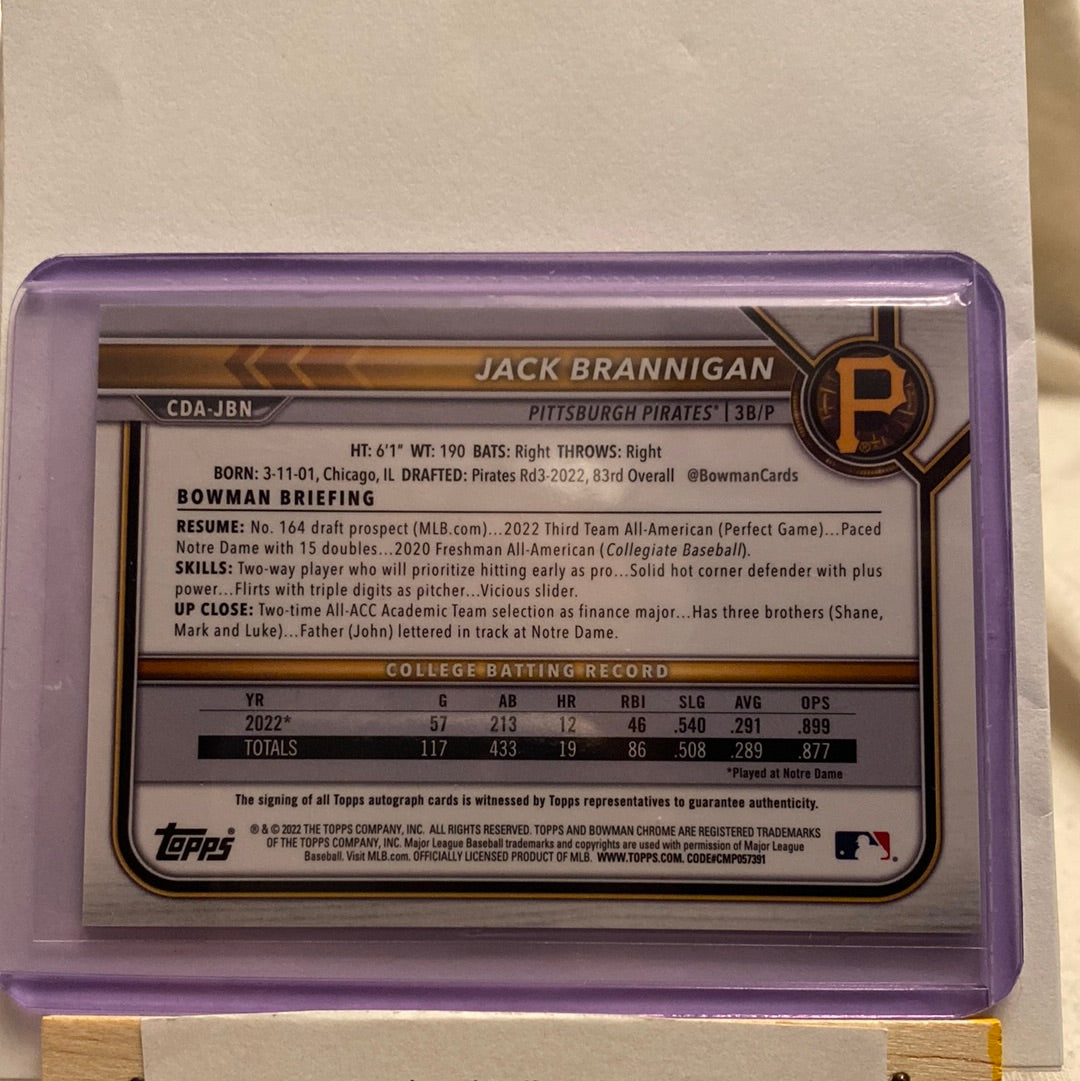 JACK BRANNIGAN
CDA-JBN
PITTSBURGH PIRATES® | 3B/P
P
HT: 6'1" WT: 190 BATS: Right THROWS: Right
BORN: 3-11-01, Chicago, IL DRAFTED: Pirates Rd3-2022, 83rd Overall @BowmanCards
BOWMAN BRIEFING
RESUME: No. 164 draft prospect (MLB.com)...2022 Third Team All-American (Perfect Game)...Paced
Notre Dame with 15 doubles...2020 Freshman All-American (Collegiate Baseball).
SKILLS: Two-way player who will prioritize hitting early as pro...Solid hot corner defender with plus
power...Flirts with triple digits as pitcher...Vicious slider.
UP CLOSE: Two-time All-ACC Academic Team selection as finance major...Has three brothers (Shane,
Mark and Luke)...Father (John) lettered in track at Notre Dame.
COLLEGE BATTING RECORD
YR G AB HR RBI SLG AVG OPS
2022* 57 213 12 46 .540 .291 .899
TOTALS 117 433 19 86 .508 .289 .877
*Played at Notre Dame
The signing of all Topps autograph cards is witnessed by Topps representatives to guarantee authenticity.
topps®
® & © 2022 THE TOPPS COMPANY, INC. ALL RIGHTS RESERVED. TOPPS AND BOWMAN CHROME ARE REGISTERED TRADEMARKS
OF THE TOPPS COMPANY, INC. Major League Baseball trademarks and copyrights are used with permission of Major League
Baseball. Visit MLB.com. OFFICIALLY LICENSED PRODUCT OF MLB. WWW.TOPPS.COM. CODE#CMP057391